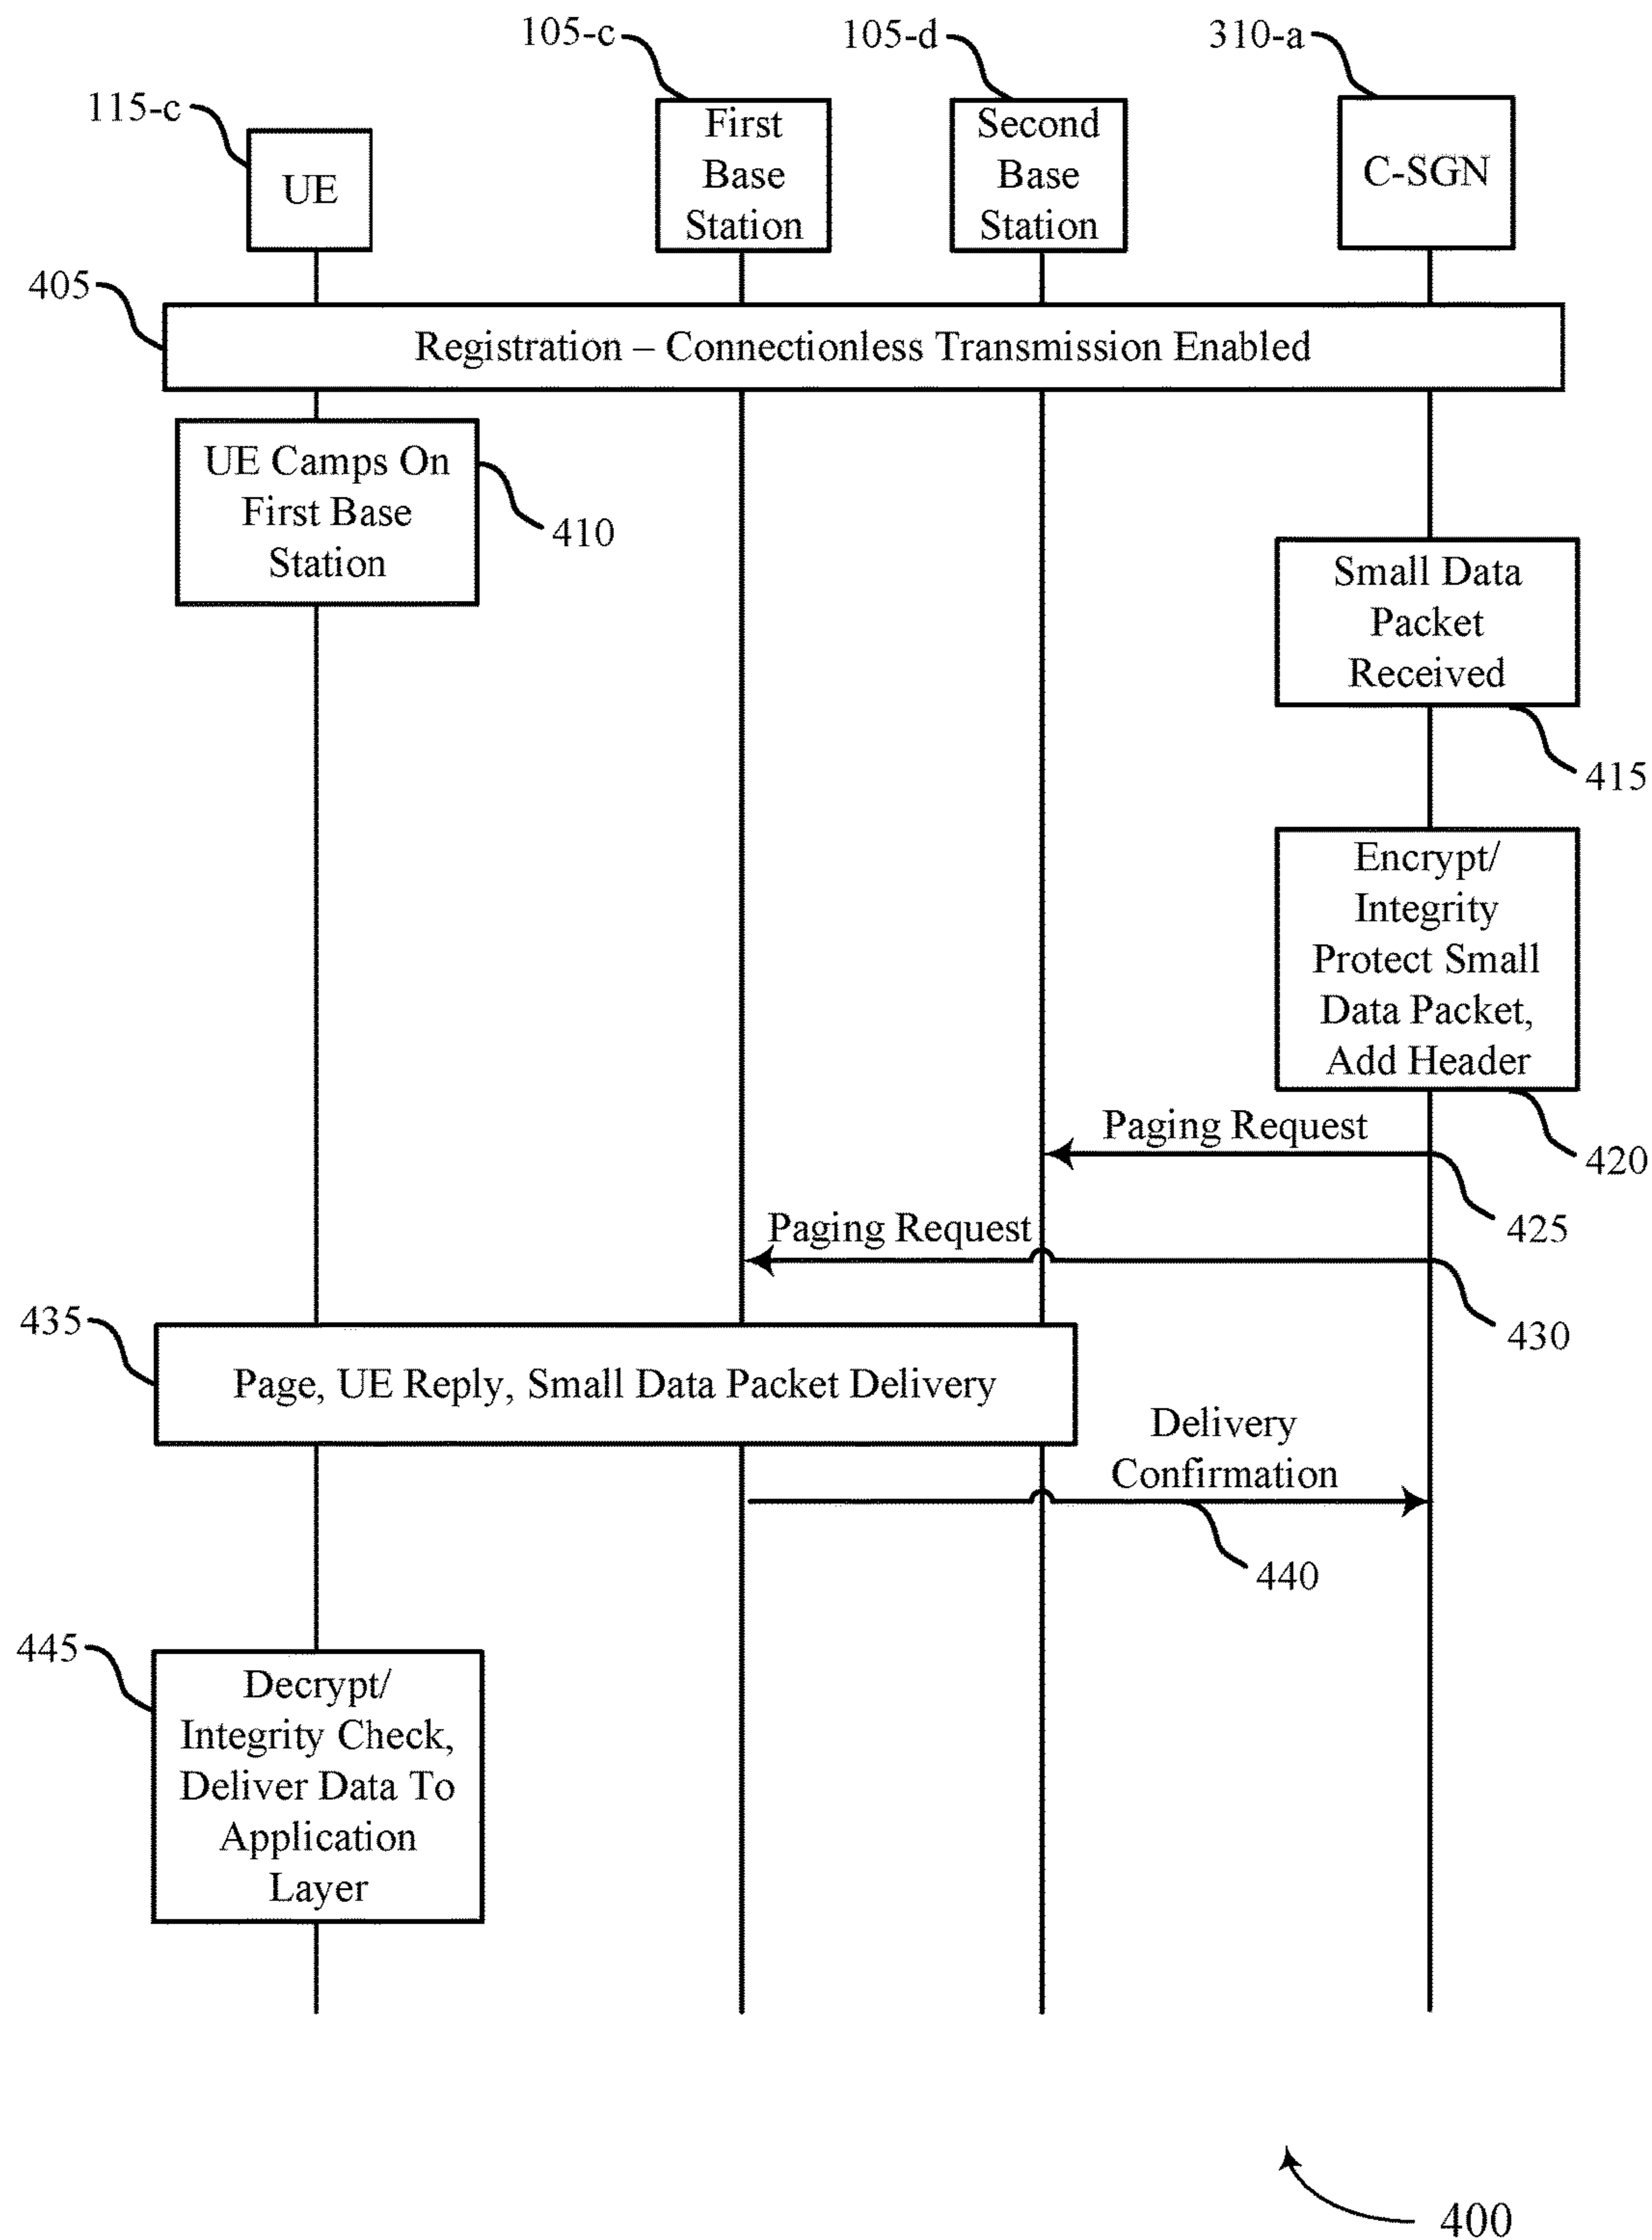 105-c
105-d
310-a
115-c
UE
First
Base
Station
Second
Base
Station
C-SGN
405
Registration – Connectionless Transmission Enabled
UE Camps On
First Base
Station
410
Small Data
Packet
Received
415
Encrypt/
Integrity
Protect Small
Data Packet,
Add Header
420
Paging Request
425
Paging Request
430
435
Page, UE Reply, Small Data Packet Delivery
Delivery
Confirmation
440
445
Decrypt/
Integrity Check,
Deliver Data To
Application
Layer
400